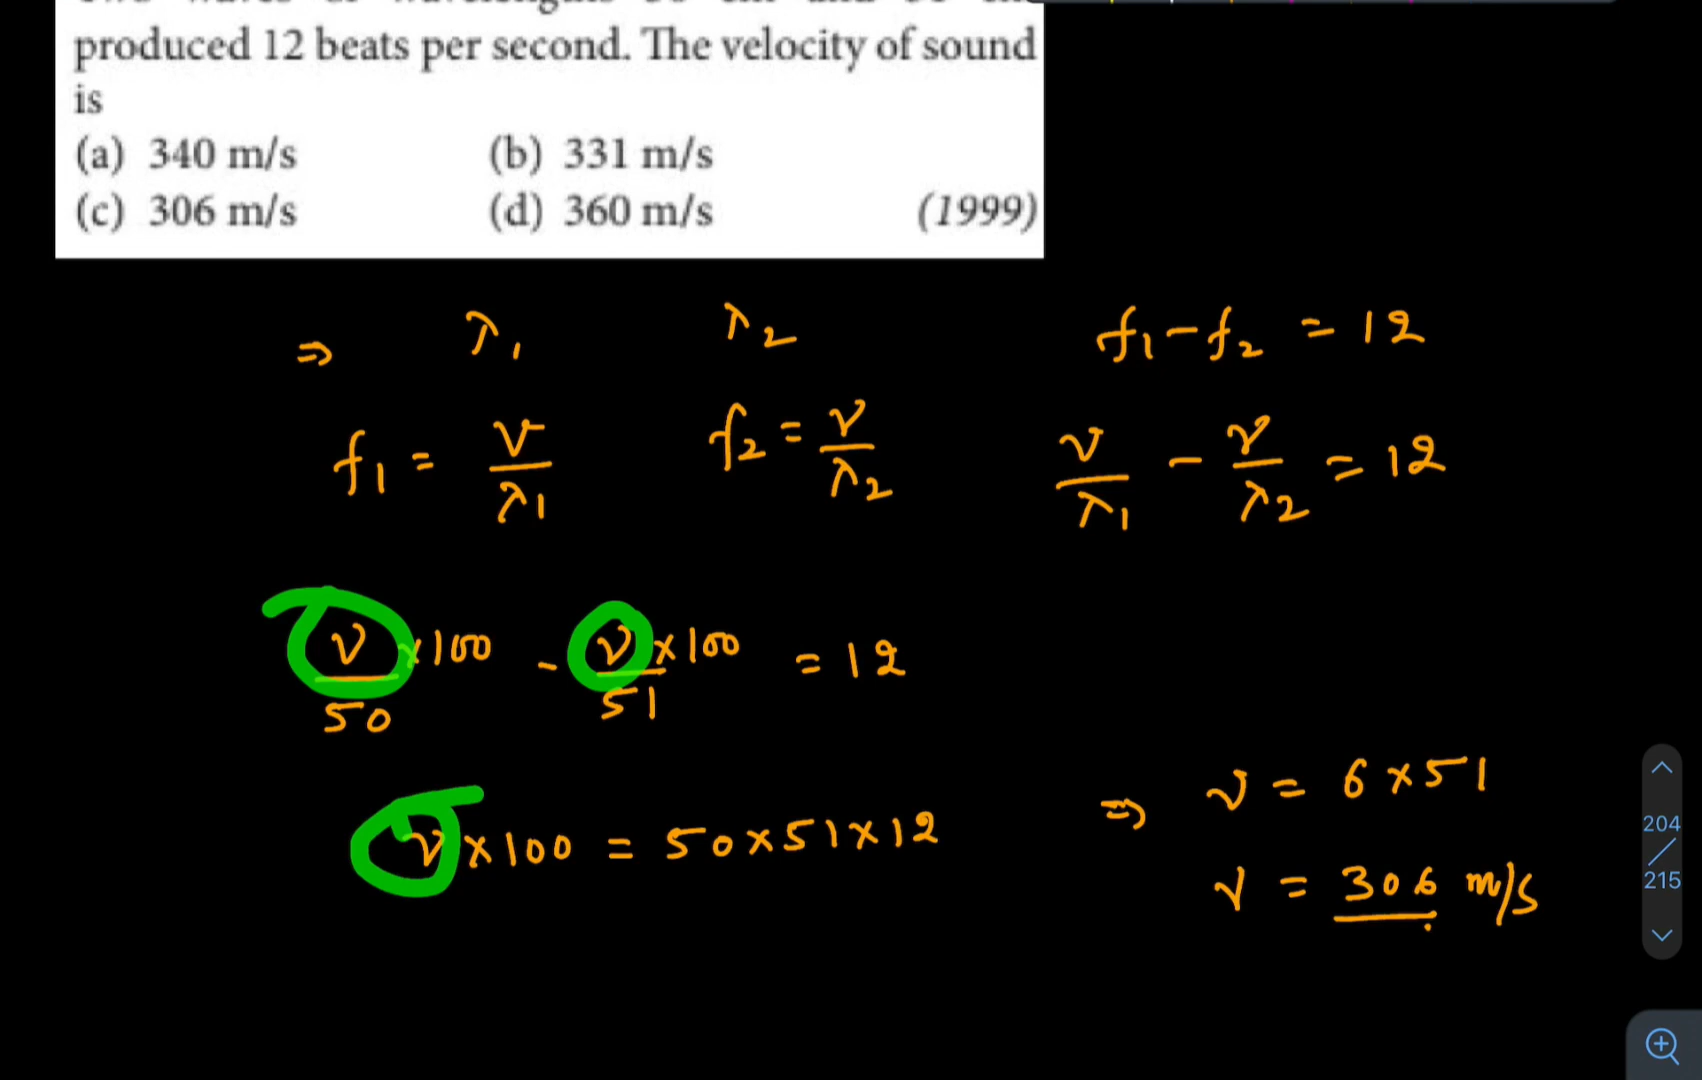 produced 12 beats per second. The velocity of sound
is
(a) 340 m/s (b) 331 m/s
(c) 306 m/s (d) 360 m/s (1999)
⇒ λ₁ λ₂ f₁ - f₂ = 12
f₁ = v/λ₁ f₂ = v/λ₂ v/λ₁ - v/λ₂ = 12
v/50 × 100 - v/51 × 100 = 12
v × 100 = 50 × 51 × 12
⇒ v = 6 × 51
v = 306 m/s
204
/
215